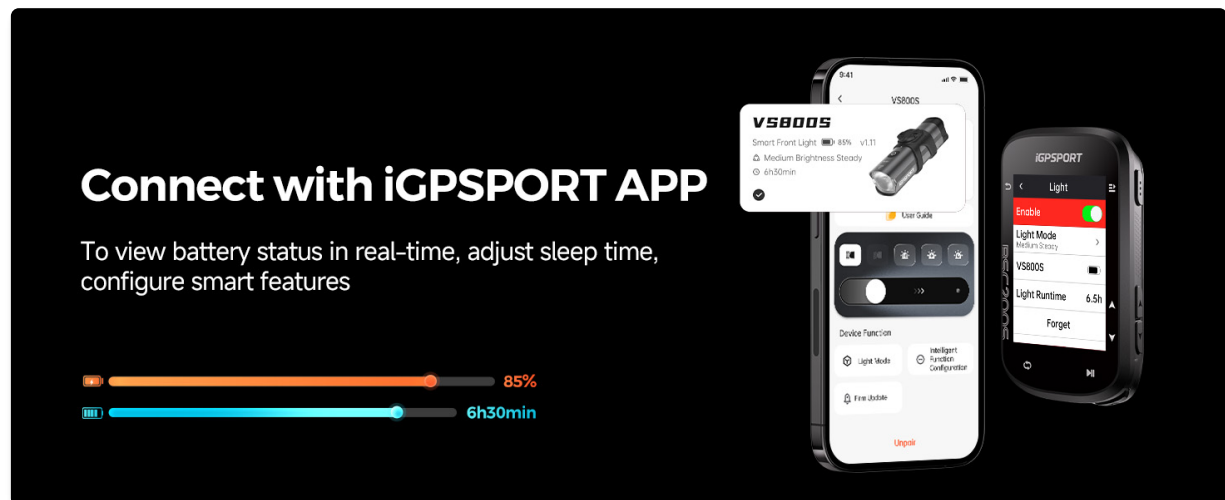 Connect with iGPSPORT APP
To view battery status in real-time, adjust sleep time,
configure smart features
85%
6h30min
9:41
VS800S
VS800S
Smart Front Light 85% v1.11
Medium Brightness Steady
6h30min
User Guide
Device Function
Light Mode
Intelligent
Function
Configuration
Firm Update
Unpair
iGPSPORT
Light
Enable
Light Mode
Medium Steady
VS800S
Light Runtime 6.5h
Forget